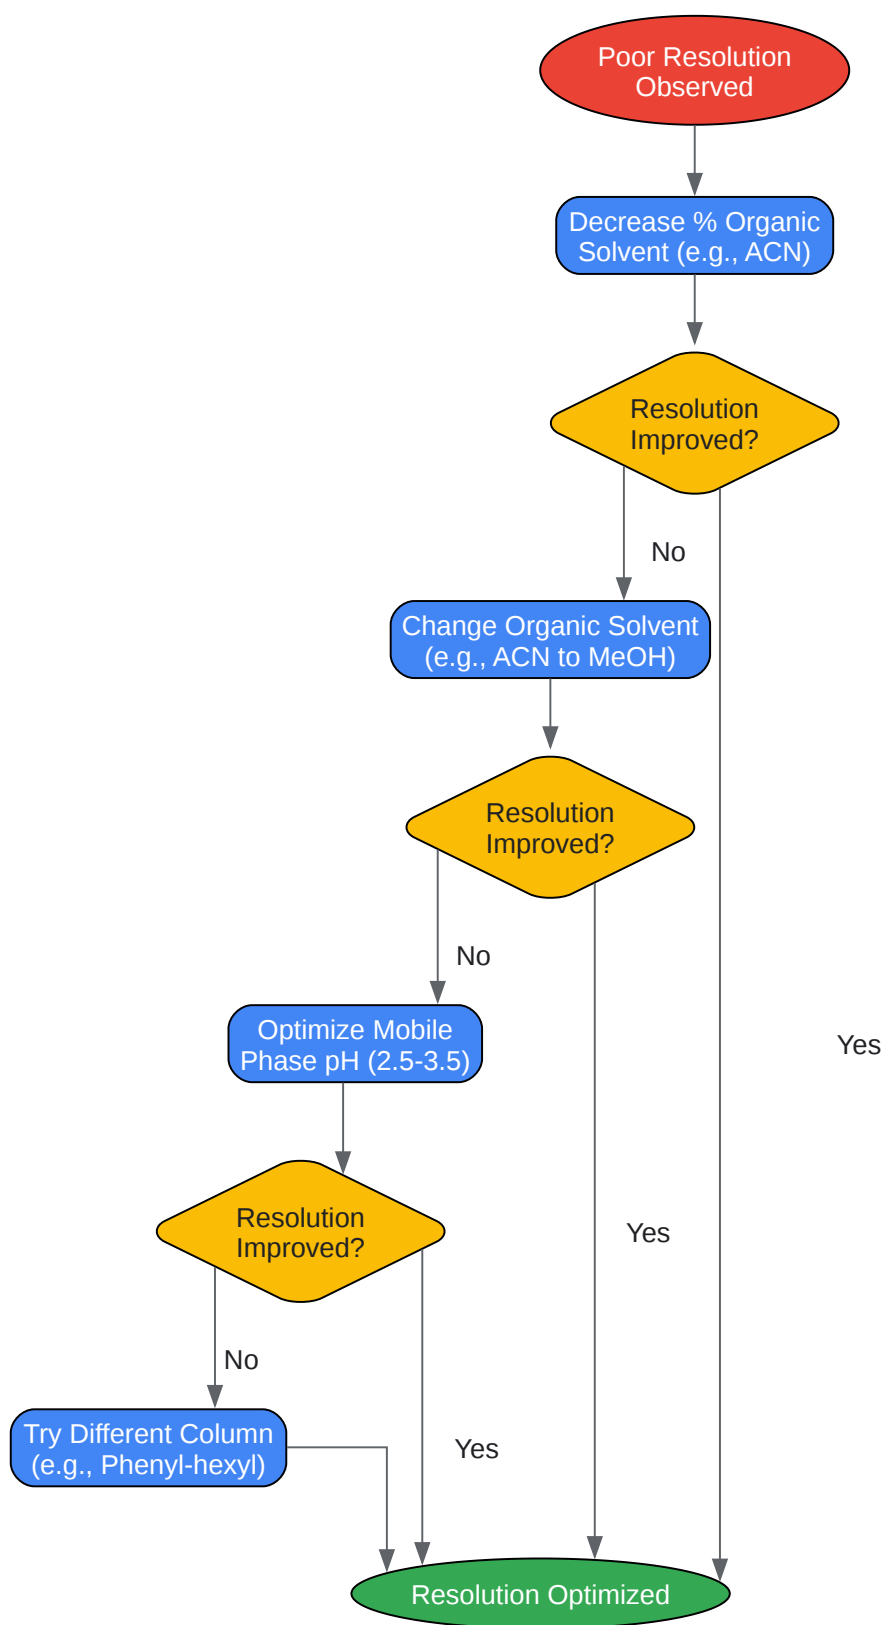 Poor Resolution
Observed
Decrease % Organic
Solvent (e.g., ACN)
Resolution
Improved?
No
Change Organic Solvent
(e.g., ACN to MeOH)
Resolution
Improved?
No
Optimize Mobile
Phase pH (2.5-3.5)
Yes
Resolution
Improved?
Yes
No
Try Different Column
(e.g., Phenyl-hexyl)
Yes
Resolution Optimized